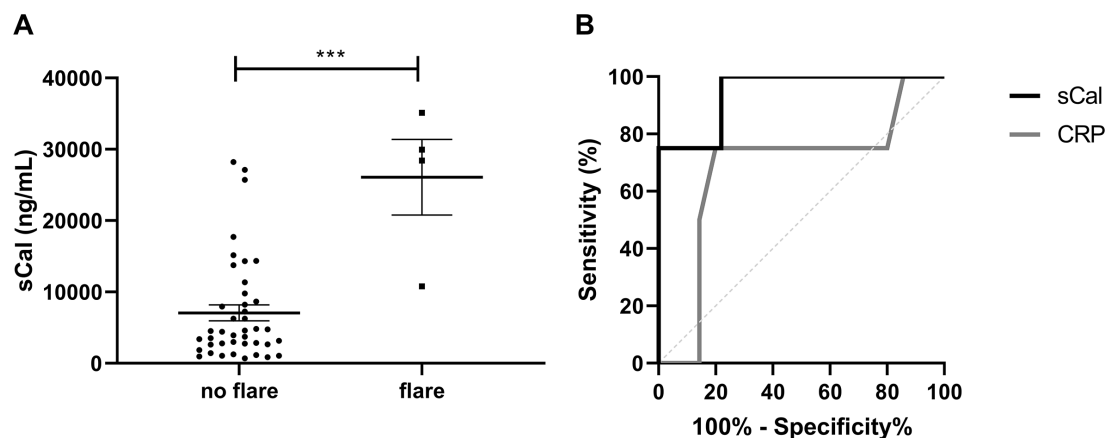 A
***
40000
30000
20000
10000
0
sCal (ng/mL)
no flare
flare
B
100
80
60
40
20
0
Sensitivity (%)
0
20
40
60
80
100
100% - Specificity%
sCal
CRP